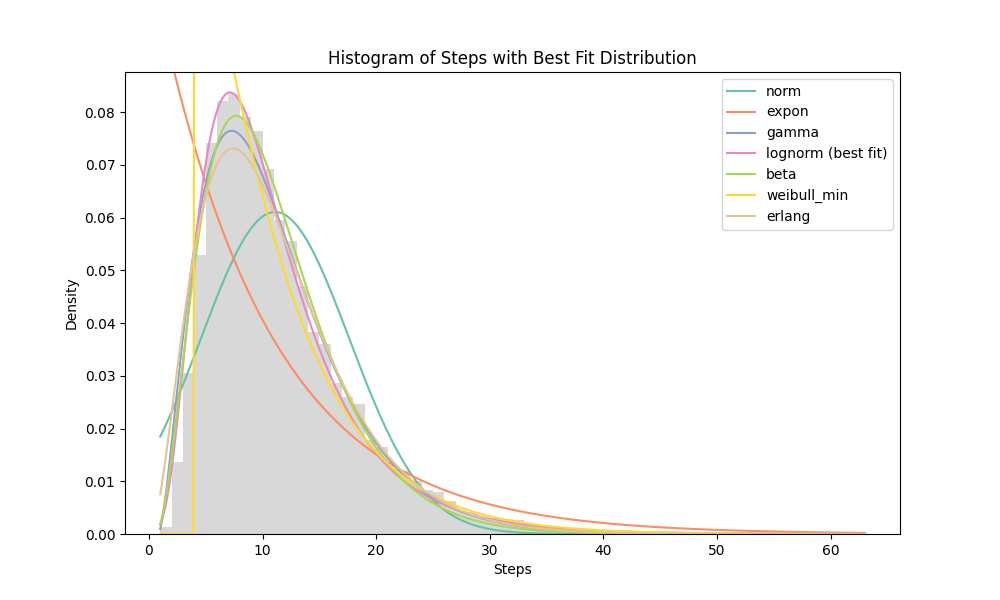 Histogram of Steps with Best Fit Distribution
norm
expon
gamma
lognorm (best fit)
beta
weibull_min
erlang
Density
0.08
0.07
0.06
0.05
0.04
0.03
0.02
0.01
0.00
0 10 20 30 40 50 60
Steps